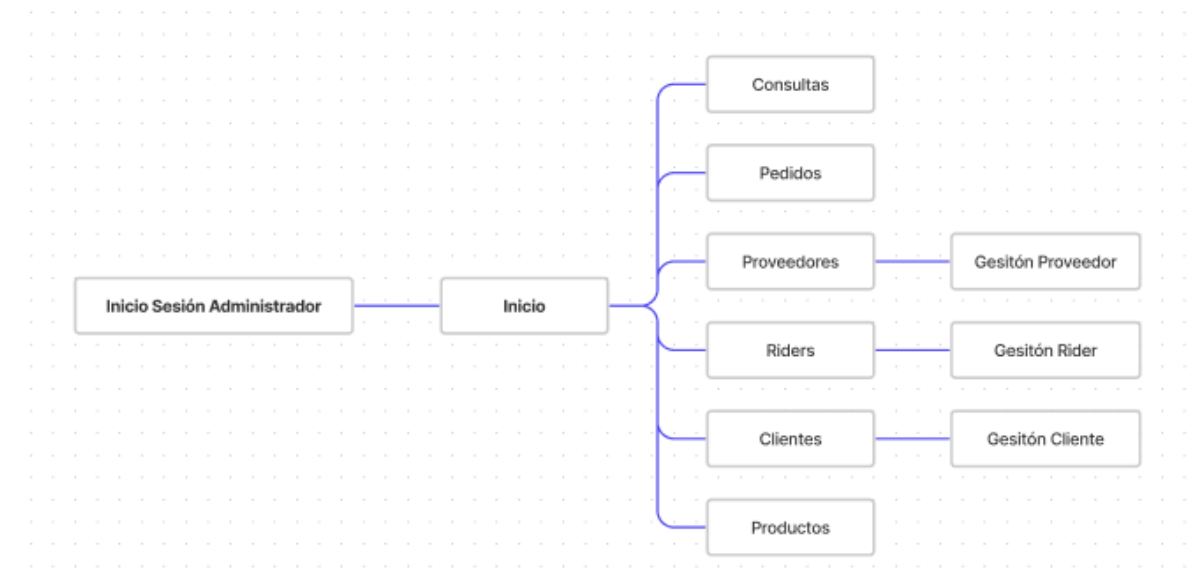 Consultas
Pedidos
Proveedores
Gesitón Proveedor
Inicio Sesión Administrador
Inicio
Riders
Gesitón Rider
Clientes
Gesitón Cliente
Productos